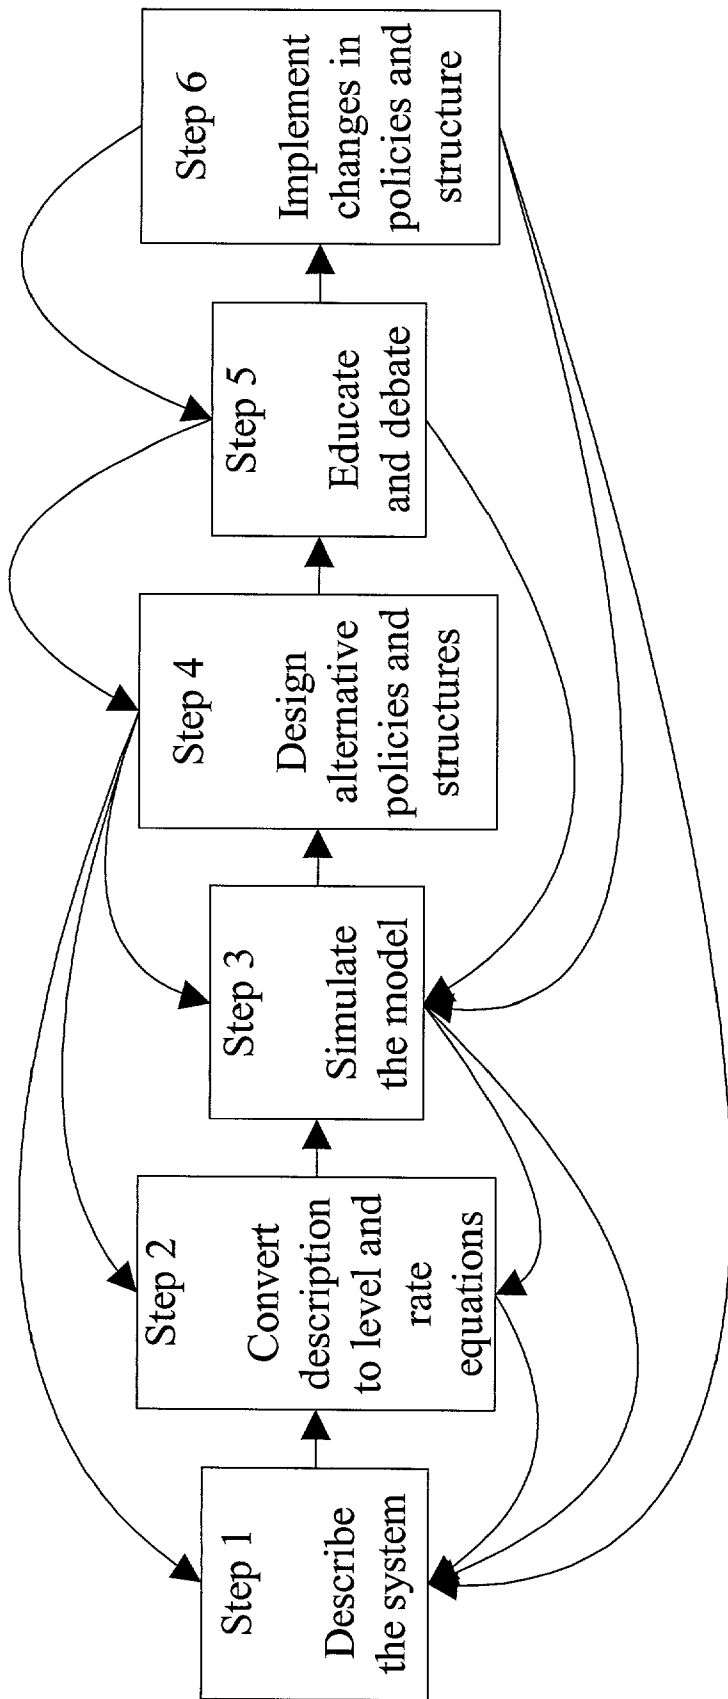 Step 1
Describe
the system
Step 2
Convert
description
to level and
rate
equations
Step 3
Simulate
the model
Step 4
Design
alternative
policies and
structures
Step 5
Educate
and debate
Step 6
Implement
changes in
policies and
structure